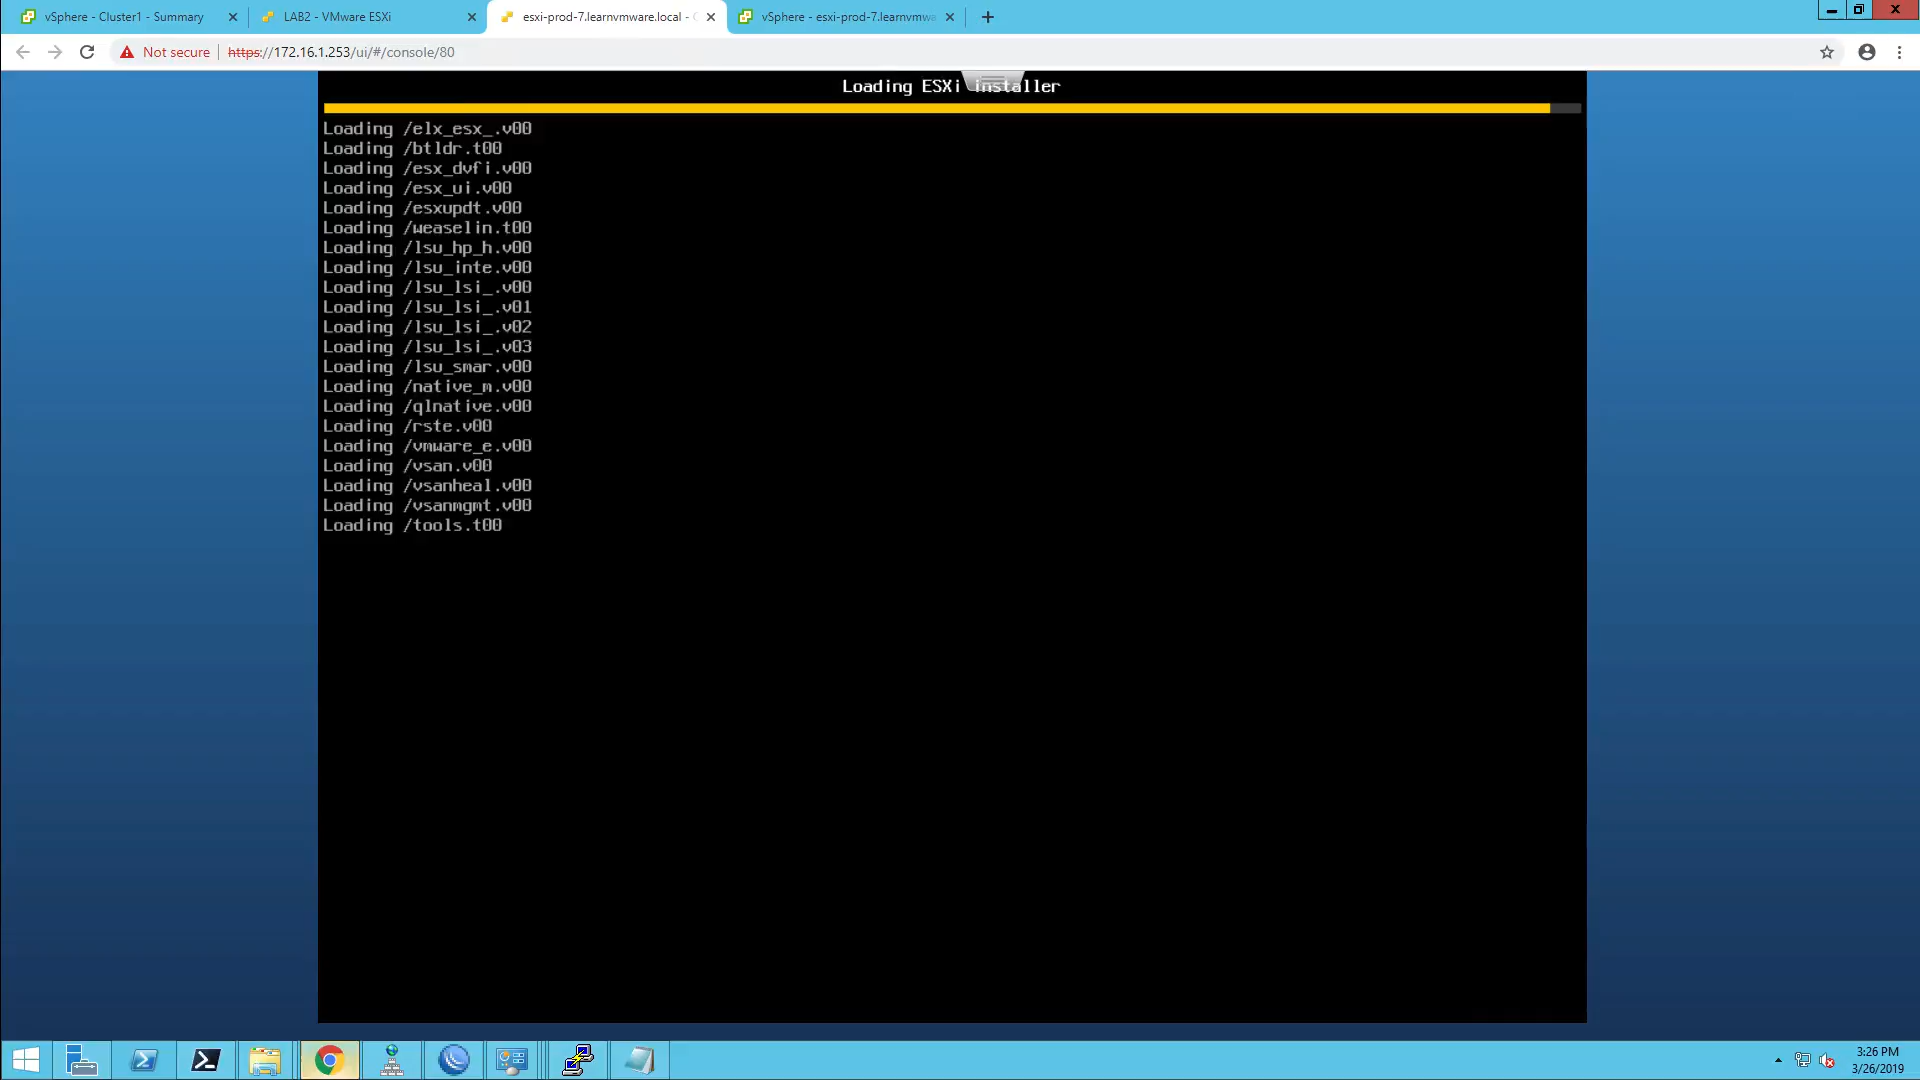 vSphere - Cluster1 - Summary
LAB2 - VMware ESXi
esxi-prod-7.learnvmware.local -
vSphere - esxi-prod-7.learnvmwa
Not secure
https://172.16.1.253/ui/#/console/80
Loading ESXi installer
Loading /elx_esx_.v00
Loading /btldr.t00
Loading /esx_dvfi.v00
Loading /esx_ui.v00
Loading /esxupdt.v00
Loading /weaselin.t00
Loading /lsu_hp_h.v00
Loading /lsu_inte.v00
Loading /lsu_lsi_.v00
Loading /lsu_lsi_.v01
Loading /lsu_lsi_.v02
Loading /lsu_lsi_.v03
Loading /lsu_smar.v00
Loading /native_m.v00
Loading /qlnative.v00
Loading /rste.v00
Loading /vmware_e.v00
Loading /vsan.v00
Loading /vsanheal.v00
Loading /vsanmgmt.v00
Loading /tools.t00
3:26 PM
3/26/2019